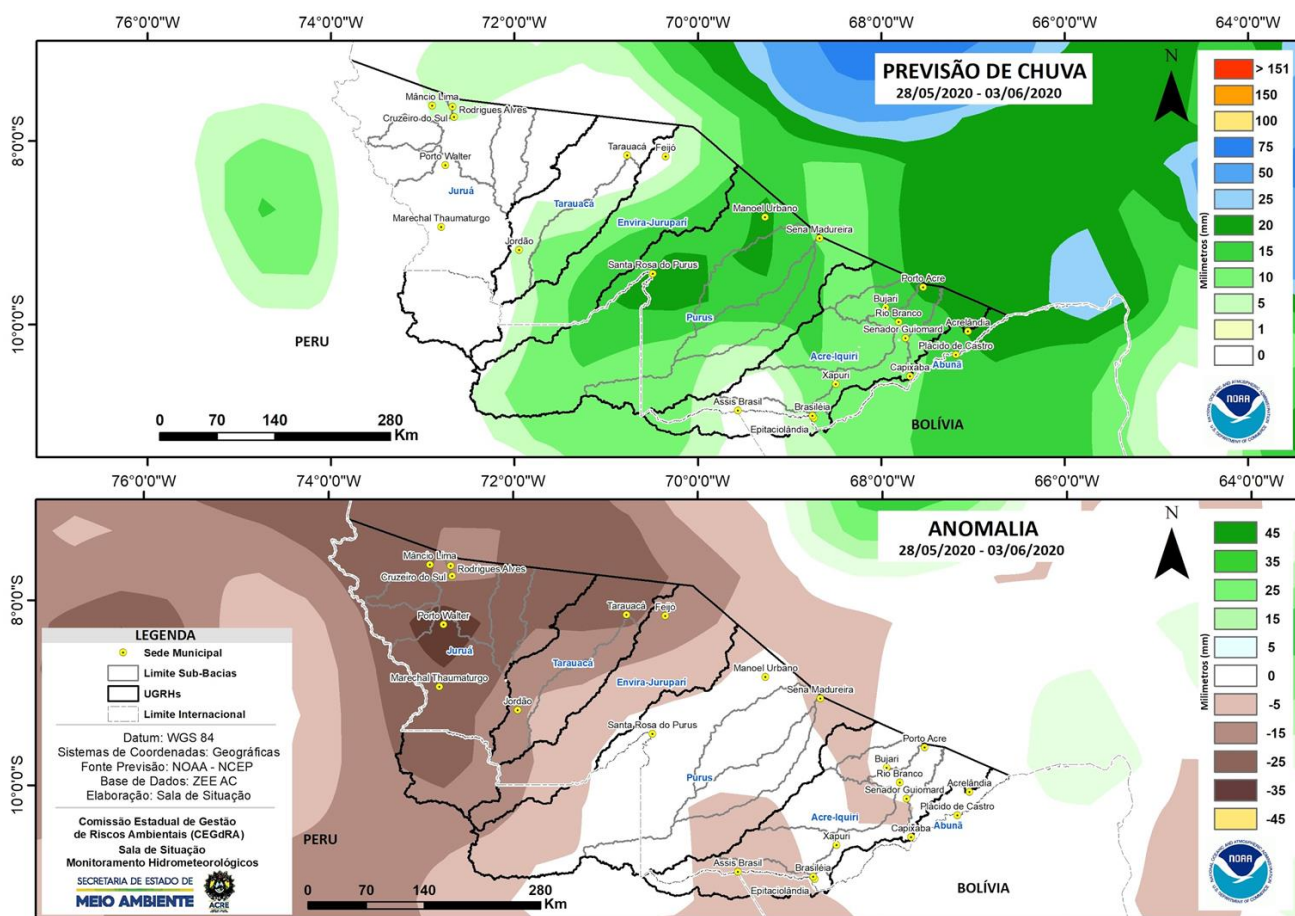 76°0'0"W 74°0'0"W 72°0'0"W 70°0'0"W 68°0'0"W 66°0'0"W 64°0'0"W
PREVISÃO DE CHUVA
28/05/2020 - 03/06/2020
N
> 151
150
100
75
50
25
20
15
10
5
1
0
Milimetros (mm)
NOAA
8°0'0"S
10°0'0"S
Mâncio Lima
Rodrigues Alves
Cruzeiro do Sul
Porto Walter
Juruá
Marechal Thaumaturgo
Tarauacá
Feijó
Tarauacá
Jordão
Envira-Jurupari
Manoel Urbano
Sena Madureira
Santa Rosa do Purus
Purus
Porto Acre
Bujari
Rio Branco
Senador Guiomard
Acrelândia
Plácido de Castro
Abunã
Acre-Iquiri
Capixaba
Xapuri
Assis Brasil
Brasiléia
Epitaciolândia
PERU
BOLÍVIA
0 70 140 280
Km
76°0'0"W 74°0'0"W 72°0'0"W 70°0'0"W 68°0'0"W 66°0'0"W 64°0'0"W
ANOMALIA
28/05/2020 - 03/06/2020
N
45
35
25
15
5
0
-5
-15
-25
-35
-45
Milimetros (mm)
NOAA
8°0'0"S
10°0'0"S
Mâncio Lima
Rodrigues Alves
Cruzeiro do Sul
Porto Walter
Juruá
Marechal Thaumaturgo
Tarauacá
Feijó
Tarauacá
Jordão
Envira-Jurupari
Manoel Urbano
Sena Madureira
Santa Rosa do Purus
Purus
Porto Acre
Bujari
Rio Branco
Senador Guiomard
Acrelândia
Plácido de Castro
Abunã
Acre-Iquiri
Capixaba
Xapuri
Assis Brasil
Brasiléia
Epitaciolândia
PERU
BOLÍVIA
0 70 140 280
Km
LEGENDA
Sede Municipal
Limite Sub-Bacias
UGRHs
Limite Internacional
Datum: WGS 84
Sistemas de Coordenadas: Geográficas
Fonte Previsão: NOAA - NCEP
Base de Dados: ZEE AC
Elaboração: Sala de Situação
Comissão Estadual de Gestão
de Riscos Ambientais (CEGdRA)
Sala de Situação
Monitoramento Hidrometeorológicos
SECRETARIA DE ESTADO DE
MEIO AMBIENTE
ACRE